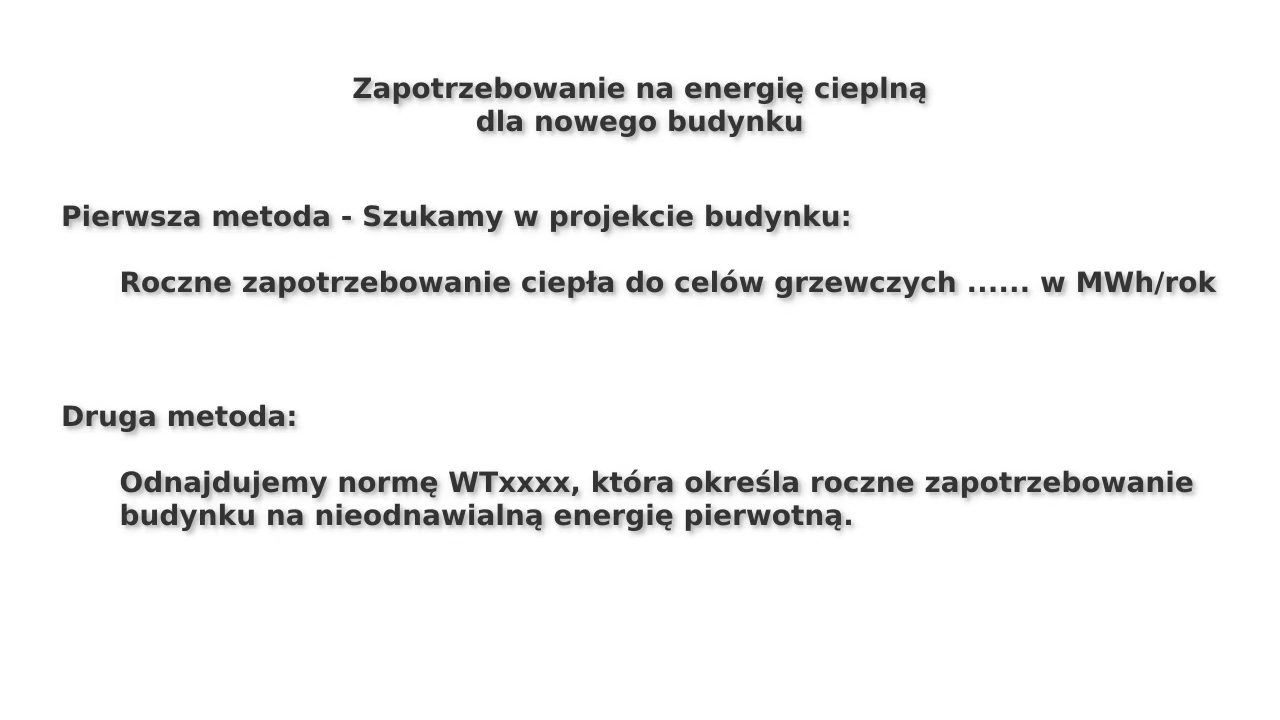 Zapotrzebowanie na energię cieplną
dla nowego budynku
Pierwsza metoda - Szukamy w projekcie budynku:
Roczne zapotrzebowanie ciepła do celów grzewczych ...... w MWh/rok
Druga metoda:
Odnajdujemy normę WTxxxx, która określa roczne zapotrzebowanie
budynku na nieodnawialną energię pierwotną.